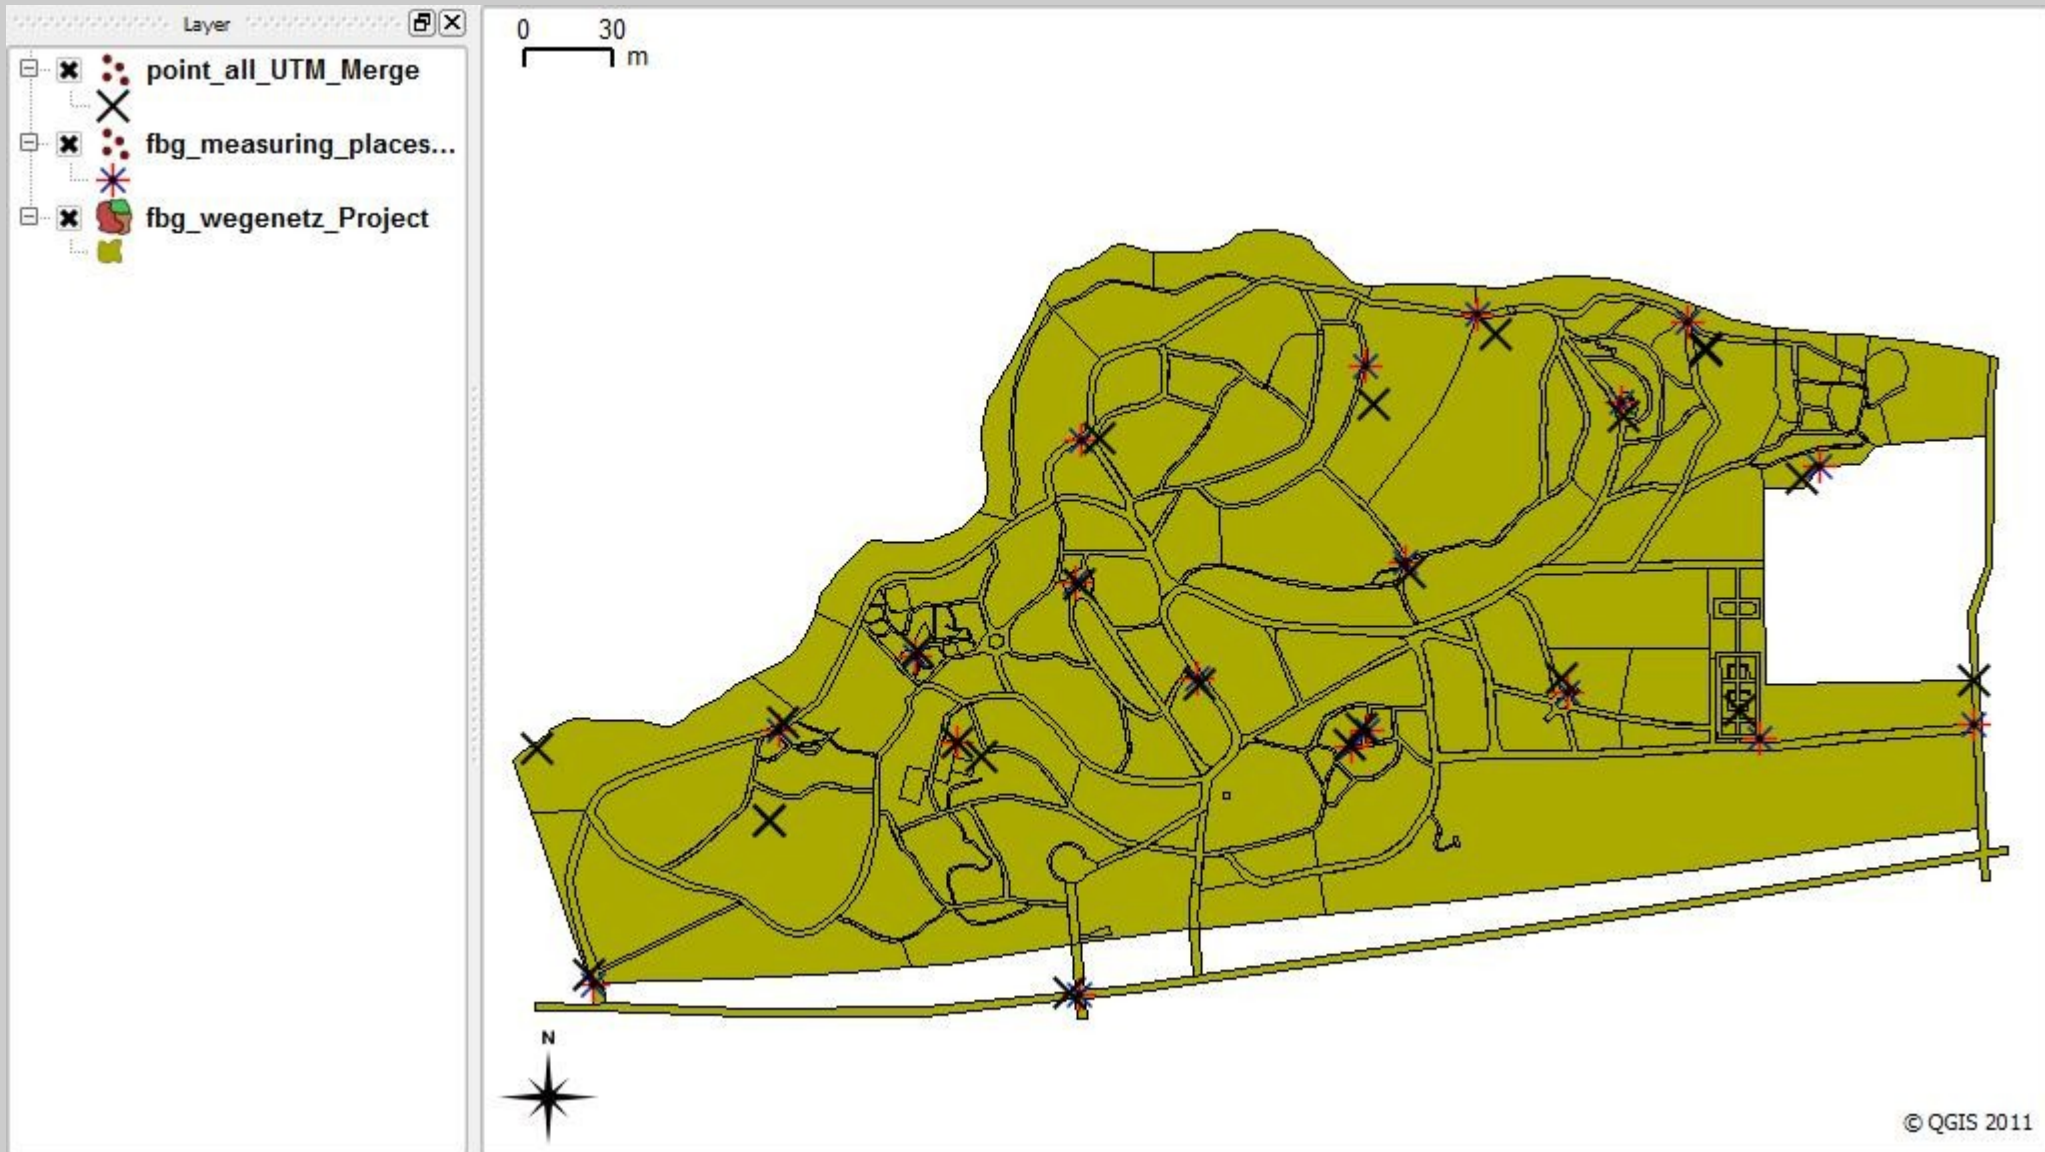 Layer
point_all_UTM_Merge
fbg_measuring_places...
fbg_wegenetz_Project
0 30
m
N
© QGIS 2011